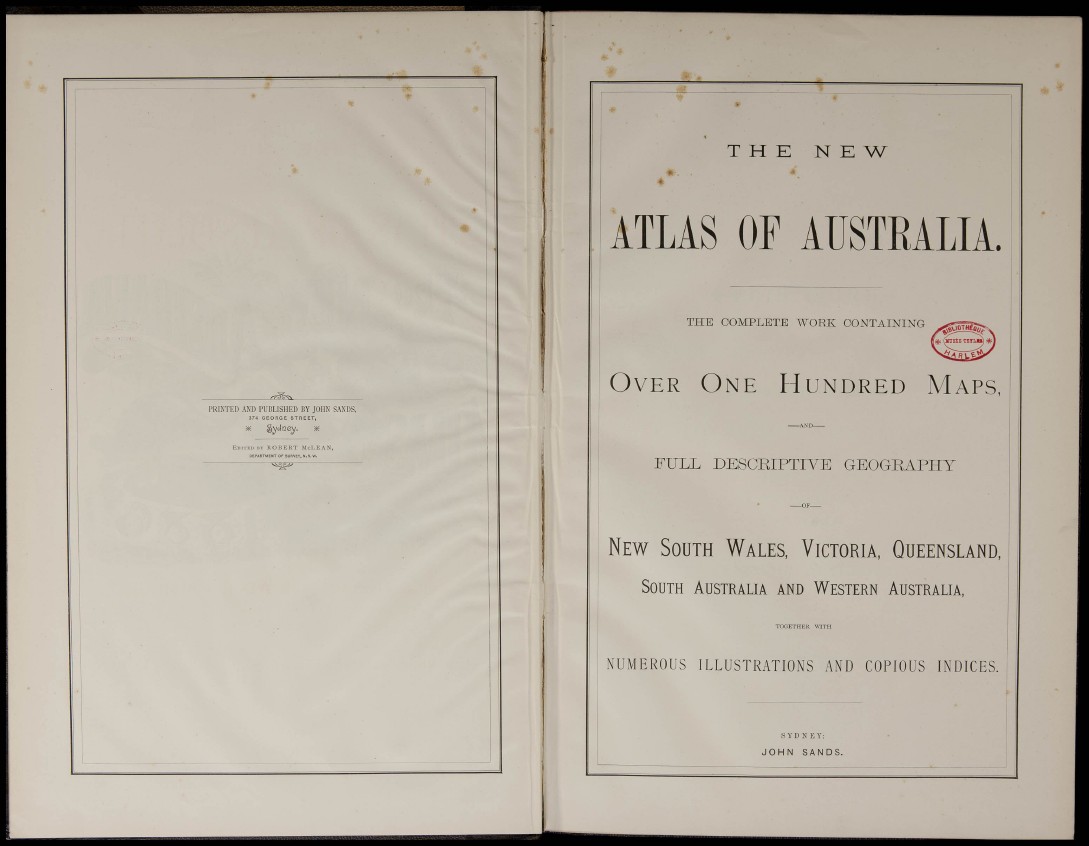 PRINTED AND PUBLISHED BY JOHN SANDS,
374 GEORGE STREET,
Sydney.
EDITED BY ROBERT McLEAN,
DEPARTMENT OF SURVEY, N.S.W.
THE NEW
ATLAS OF AUSTRALIA.
THE COMPLETE WORK CONTAINING
BIBLIOTHÈQUE
MUSÉE TEYLER
HARLEM
OVER ONE HUNDRED MAPS,
—AND—
FULL DESCRIPTIVE GEOGRAPHY
—OF—
NEW SOUTH WALES, VICTORIA, QUEENSLAND,
SOUTH AUSTRALIA AND WESTERN AUSTRALIA,
TOGETHER WITH
NUMEROUS ILLUSTRATIONS AND COPIOUS INDICES.
SYDNEY:
JOHN SANDS.